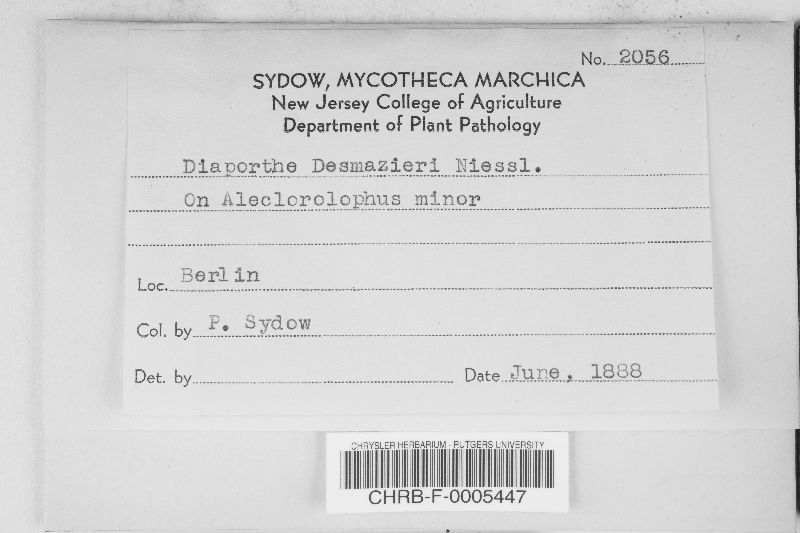 No. 2056
SYDOW, MYCOTHECA MARCHICA
New Jersey College of Agriculture
Department of Plant Pathology
Diaporthe Desmazieri Niessl.
On Aleclorolophus minor
Loc. Berlin
Col. by P. Sydow
Det. by Date June, 1888
CHRYSLER HERBARIUM - RUTGERS UNIVERSITY
CHRB-F-0005447